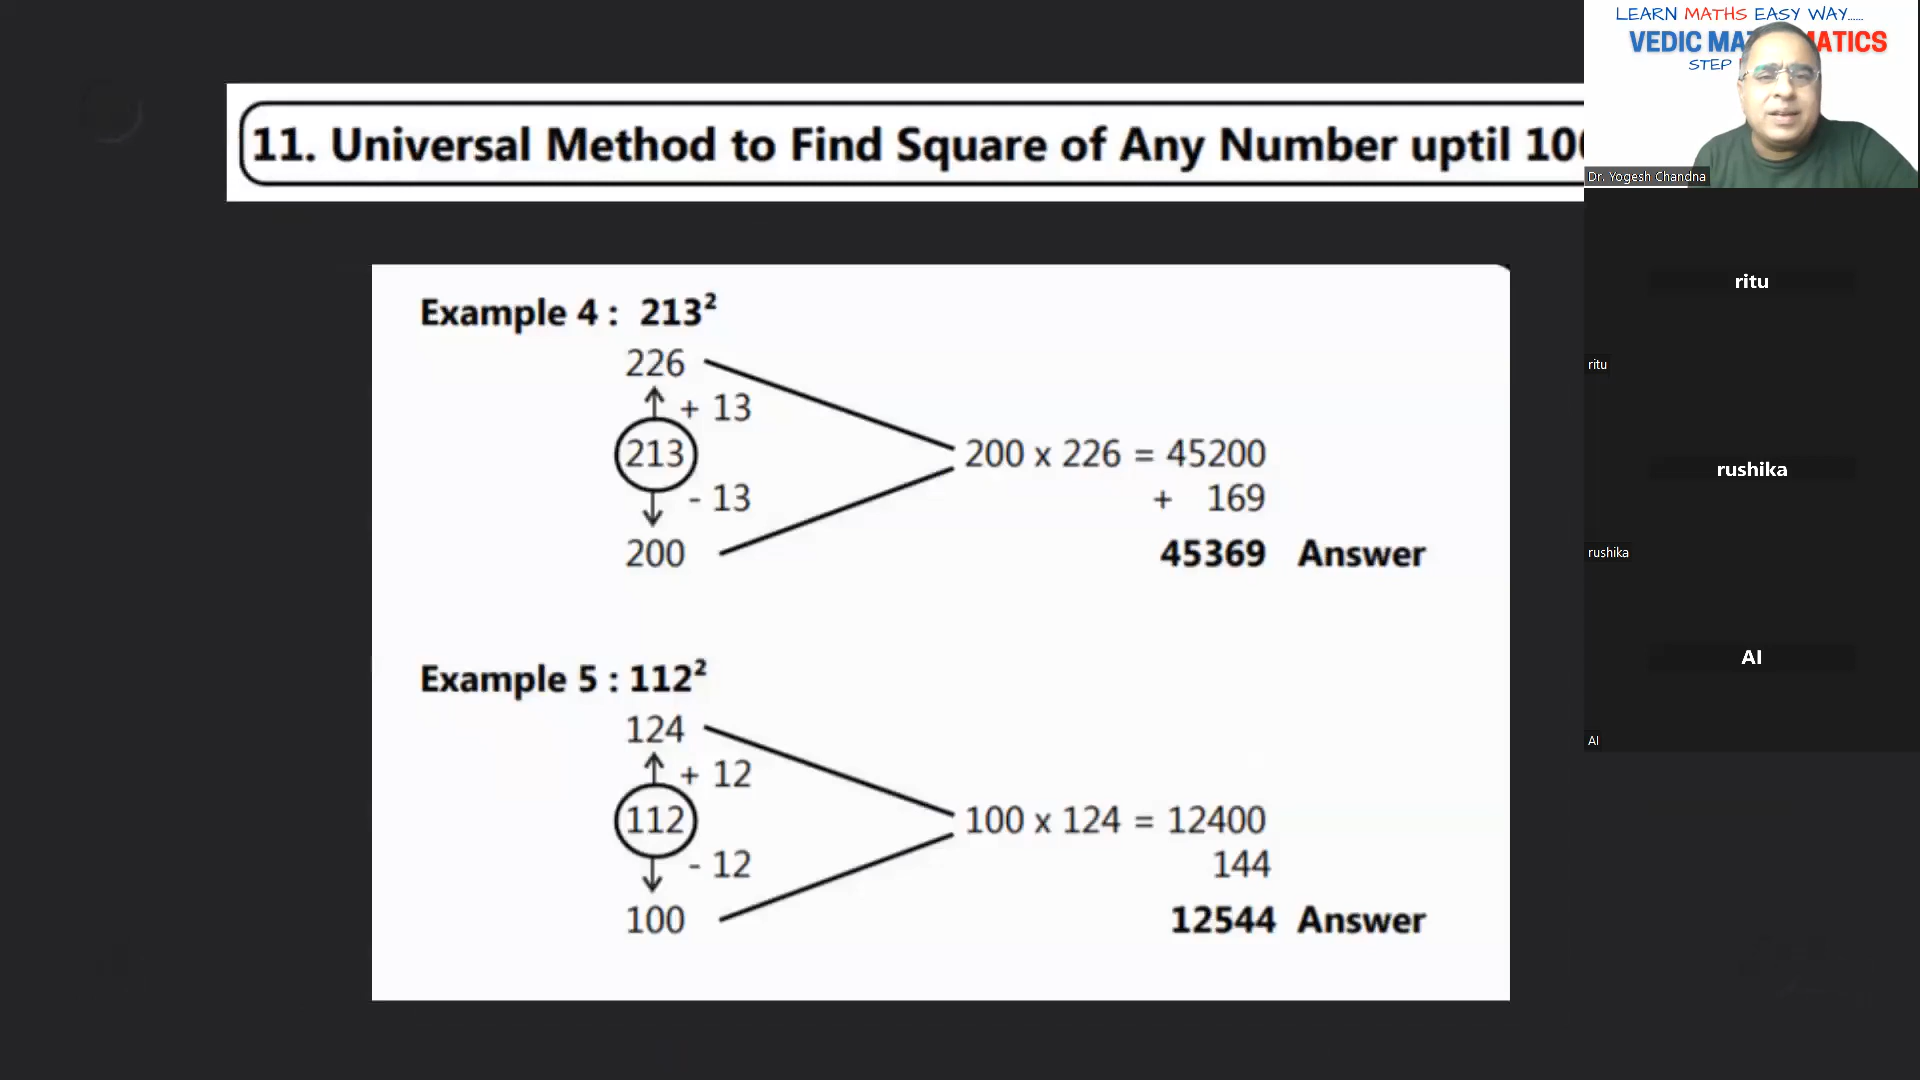 LEARN MATHS EASY WAY......
VEDIC MA ATICS
STEP
Dr. Yogesh Chandna
11. Universal Method to Find Square of Any Number uptil 10
Example 4 : 213²
226
+ 13
213
- 13
200
200 x 226 = 45200
+ 169
45369 Answer
Example 5 : 112²
124
+ 12
112
- 12
100
100 x 124 = 12400
144
12544 Answer
ritu
ritu
rushika
rushika
AI
AI